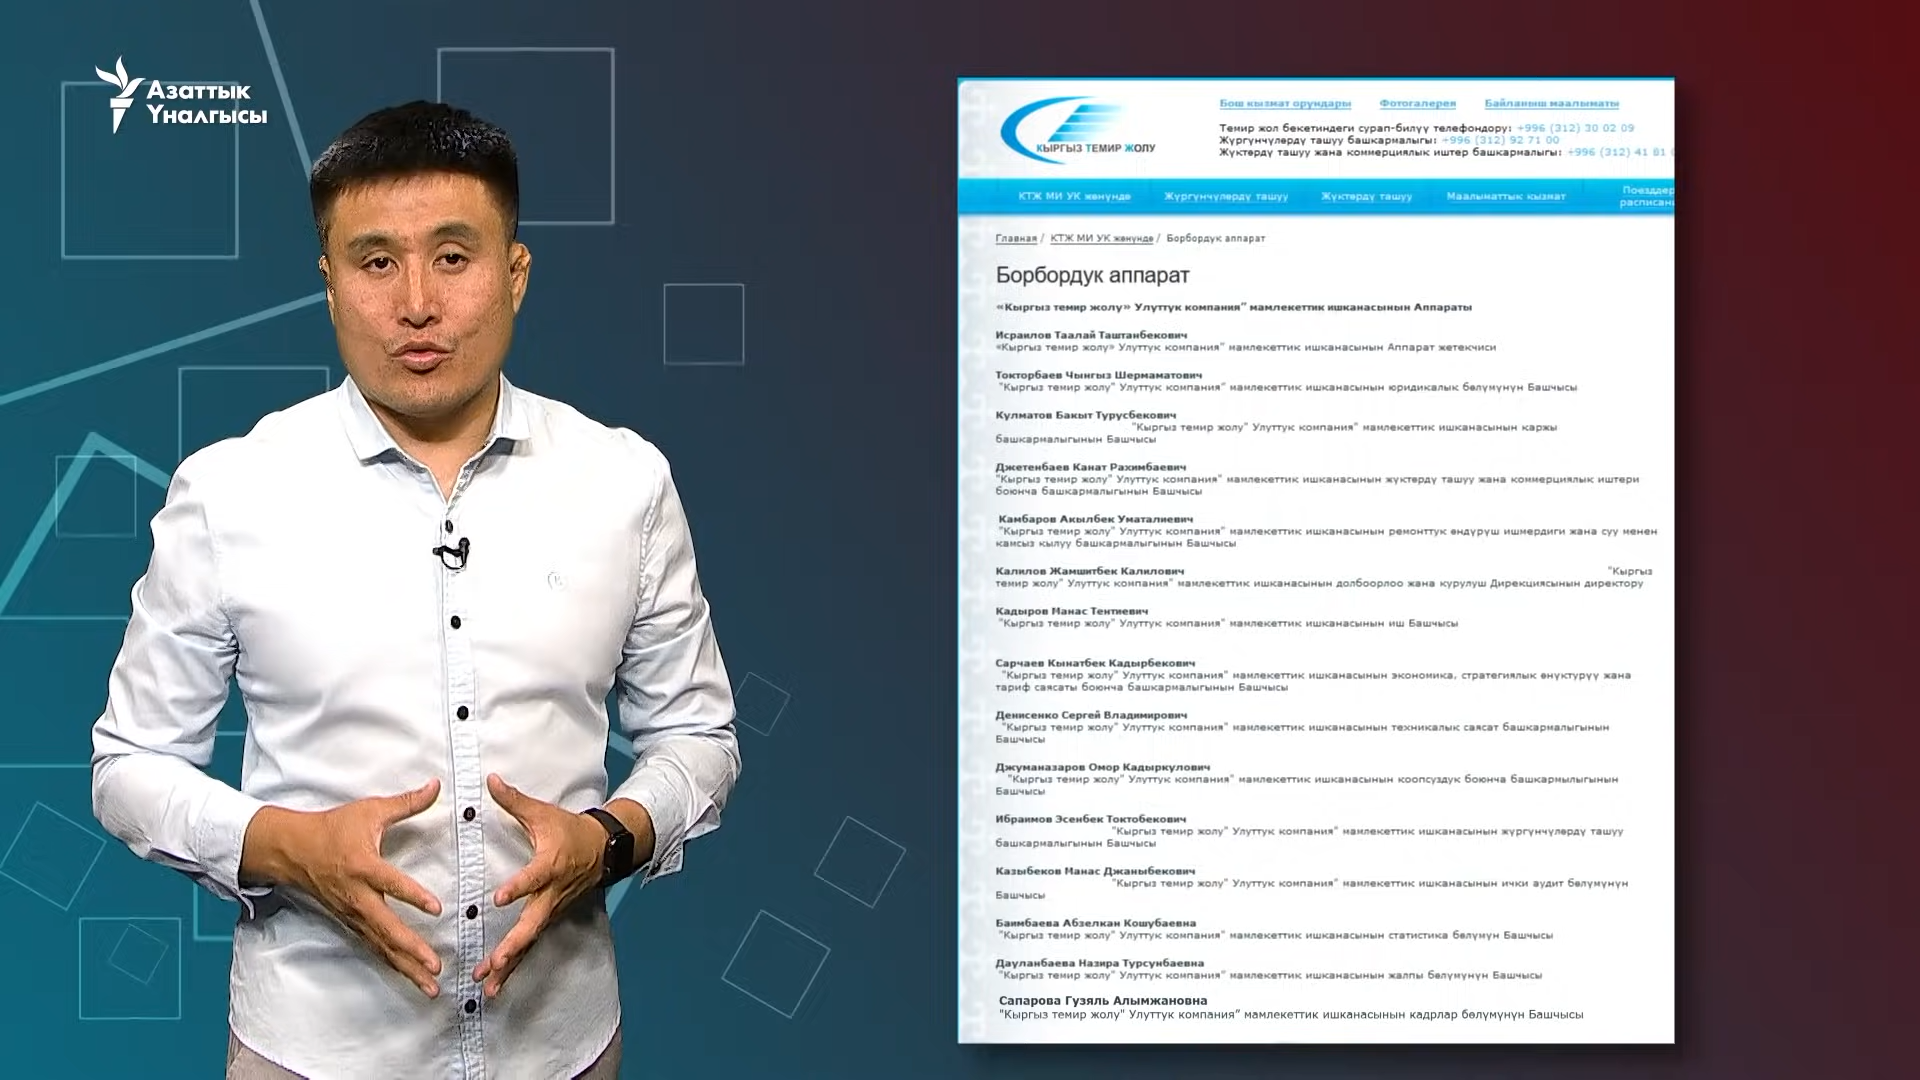 Азаттык
Үналгысы
КЫРГЫЗ ТЕМИР ЖОЛУ
Бош кызмат орундары Фотогалерея Байланыш маалыматы
Темир жол бекетиндеги сурап-билүү телефондору: +996 (312) 30 02 09
Жүргүнчүлөрдү ташуу башкармалыгы: +996 (312) 92 71 00
Жүктөрдү ташуу жана коммерциялык иштер башкармалыгы: +996 (312) 41 81
КТЖ МИ УК жөнүндө Жүргүнчүлөрдү ташуу Жүктөрдү ташуу Маалыматтык кызмат Поездде
расписан
Главная / КТЖ МИ УК жөнүндө / Борбордук аппарат
Борбордук аппарат
«Кыргыз темир жолу» Улуттук компания" мамлекеттик ишканасынын Аппараты
Исраилов Таалай Таштанбекович
«Кыргыз темир жолу» Улуттук компания" мамлекеттик ишканасынын Аппарат жетекчиси
Токторбаев Чынгыз Шермаматович
"Кыргыз темир жолу" Улуттук компания" мамлекеттик ишканасынын юридикалык бөлүмүнүн Башчысы
Кулматов Бакыт Турусбекович
"Кыргыз темир жолу" Улуттук компания" мамлекеттик ишканасынын каржы
башкармалыгынын Башчысы
Джетенбаев Канат Рахимбаевич
"Кыргыз темир жолу" Улуттук компания" мамлекеттик ишканасынын жүктөрдү ташуу жана коммерциялык иштери
боюнча башкармалыгынын Башчысы
Камбаров Акылбек Уматалиевич
"Кыргыз темир жолу" Улуттук компания" мамлекеттик ишканасынын ремонттук өндүрүш ишмердиги жана суу менен
камсыз кылуу башкармалыгынын Башчысы
Калилов Жамшитбек Калилович "Кыргыз
темир жолу" Улуттук компания" мамлекеттик ишканасынын долбоорлоо жана курулуш Дирекциясынын директору
Кадыров Манас Тентиевич
"Кыргыз темир жолу" Улуттук компания" мамлекеттик ишканасынын иш Башчысы
Сарчаев Кынатбек Кадырбекович
"Кыргыз темир жолу" Улуттук компания" мамлекеттик ишканасынын экономика, стратегиялык өнүктүрүү жана
тариф саясаты боюнча башкармалыгынын Башчысы
Денисенко Сергей Владимирович
"Кыргыз темир жолу" Улуттук компания" мамлекеттик ишканасынын техникалык саясат башкармалыгынын
Башчысы
Джуманазаров Омор Кадыркулович
"Кыргыз темир жолу" Улуттук компания" мамлекеттик ишканасынын коопсуздук боюнча башкармылыгынын
Башчысы
Ибраимов Эсенбек Токтобекович
"Кыргыз темир жолу" Улуттук компания" мамлекеттик ишканасынын жүргүнчүлөрдү ташуу
башкармалыгынын Башчысы
Казыбеков Манас Джаныбекович
"Кыргыз темир жолу" Улуттук компания" мамлекеттик ишканасынын ички аудит бөлүмүнүн
Башчысы
Баимбаева Абзелкан Кошубаевна
"Кыргыз темир жолу" Улуттук компания" мамлекеттик ишканасынын статистика бөлүмүн Башчысы
Дауланбаева Назира Турсунбаевна
"Кыргыз темир жолу" Улуттук компания" мамлекеттик ишканасынын жалпы бөлүмүнүн Башчысы
Сапарова Гузяль Алымжановна
"Кыргыз темир жолу" Улуттук компания" мамлекеттик ишканасынын кадрлар бөлүмүнүн Башчысы